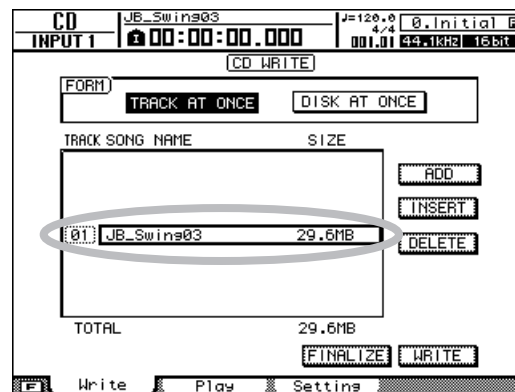 CD JB_Swing03 J=120.0 0.Initial
4/4
INPUT 1 00:00:00.000 001.01 44.1kHz 16bit
CD WRITE
FORM
TRACK AT ONCE DISK AT ONCE
TRACK SONG NAME SIZE
ADD
INSERT
01 JB_Swing03 29.6MB
DELETE
TOTAL 29.6MB
FINALIZE WRITE
F Write Play Setting